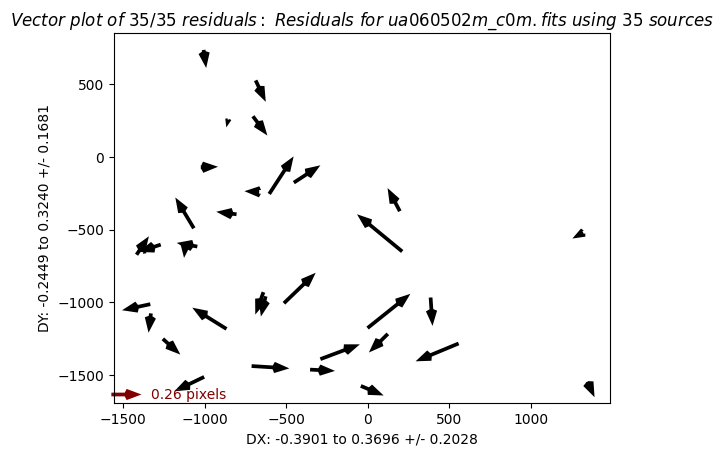 Vector plot of 35/35 residuals: Residuals for ua060502m_c0m.fits using 35 sources
500
0
−500
−1000
−1500
DY: -0.2449 to 0.3240 +/- 0.1681
0.26 pixels
−1500 −1000 −500 0 500 1000
DX: -0.3901 to 0.3696 +/- 0.2028